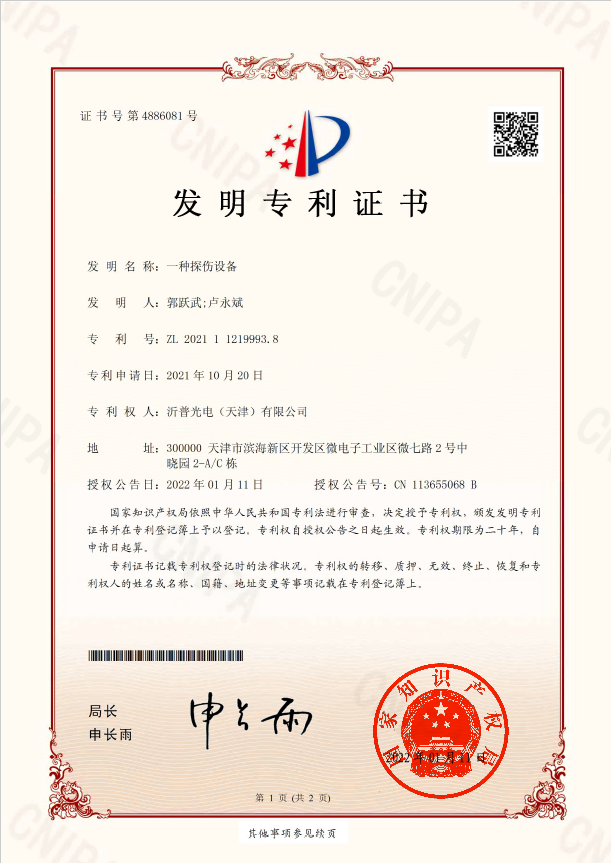 证书号第4886081号
发明专利证书
发明名称：一种探伤设备
发明人：郭跃武;卢永斌
专利号：ZL 2021 1 1219993.8
专利申请日：2021年10月20日
专利权人：沂普光电（天津）有限公司
地址：300000 天津市滨海新区开发区微电子工业区微七路2号中
晓园2-A/C栋
授权公告日：2022年01月11日 授权公告号：CN 113655068 B
国家知识产权局依照中华人民共和国专利法进行审查，决定授予专利权，颁发发明专利
证书并在专利登记簿上予以登记。专利权自授权公告之日起生效。专利权期限为二十年，自
申请日起算。
专利证书记载专利权登记时的法律状况。专利权的转移、质押、无效、终止、恢复和专
利权人的姓名或名称、国籍、地址变更等事项记载在专利登记簿上。
局长
申长雨
申长雨
国家知识产权局
2022年01月11日
第 1 页 (共 2 页)
其他事项参见续页
CNIPA
CNIPA
CNIPA
CNIPA
CNIPA
CNIPA